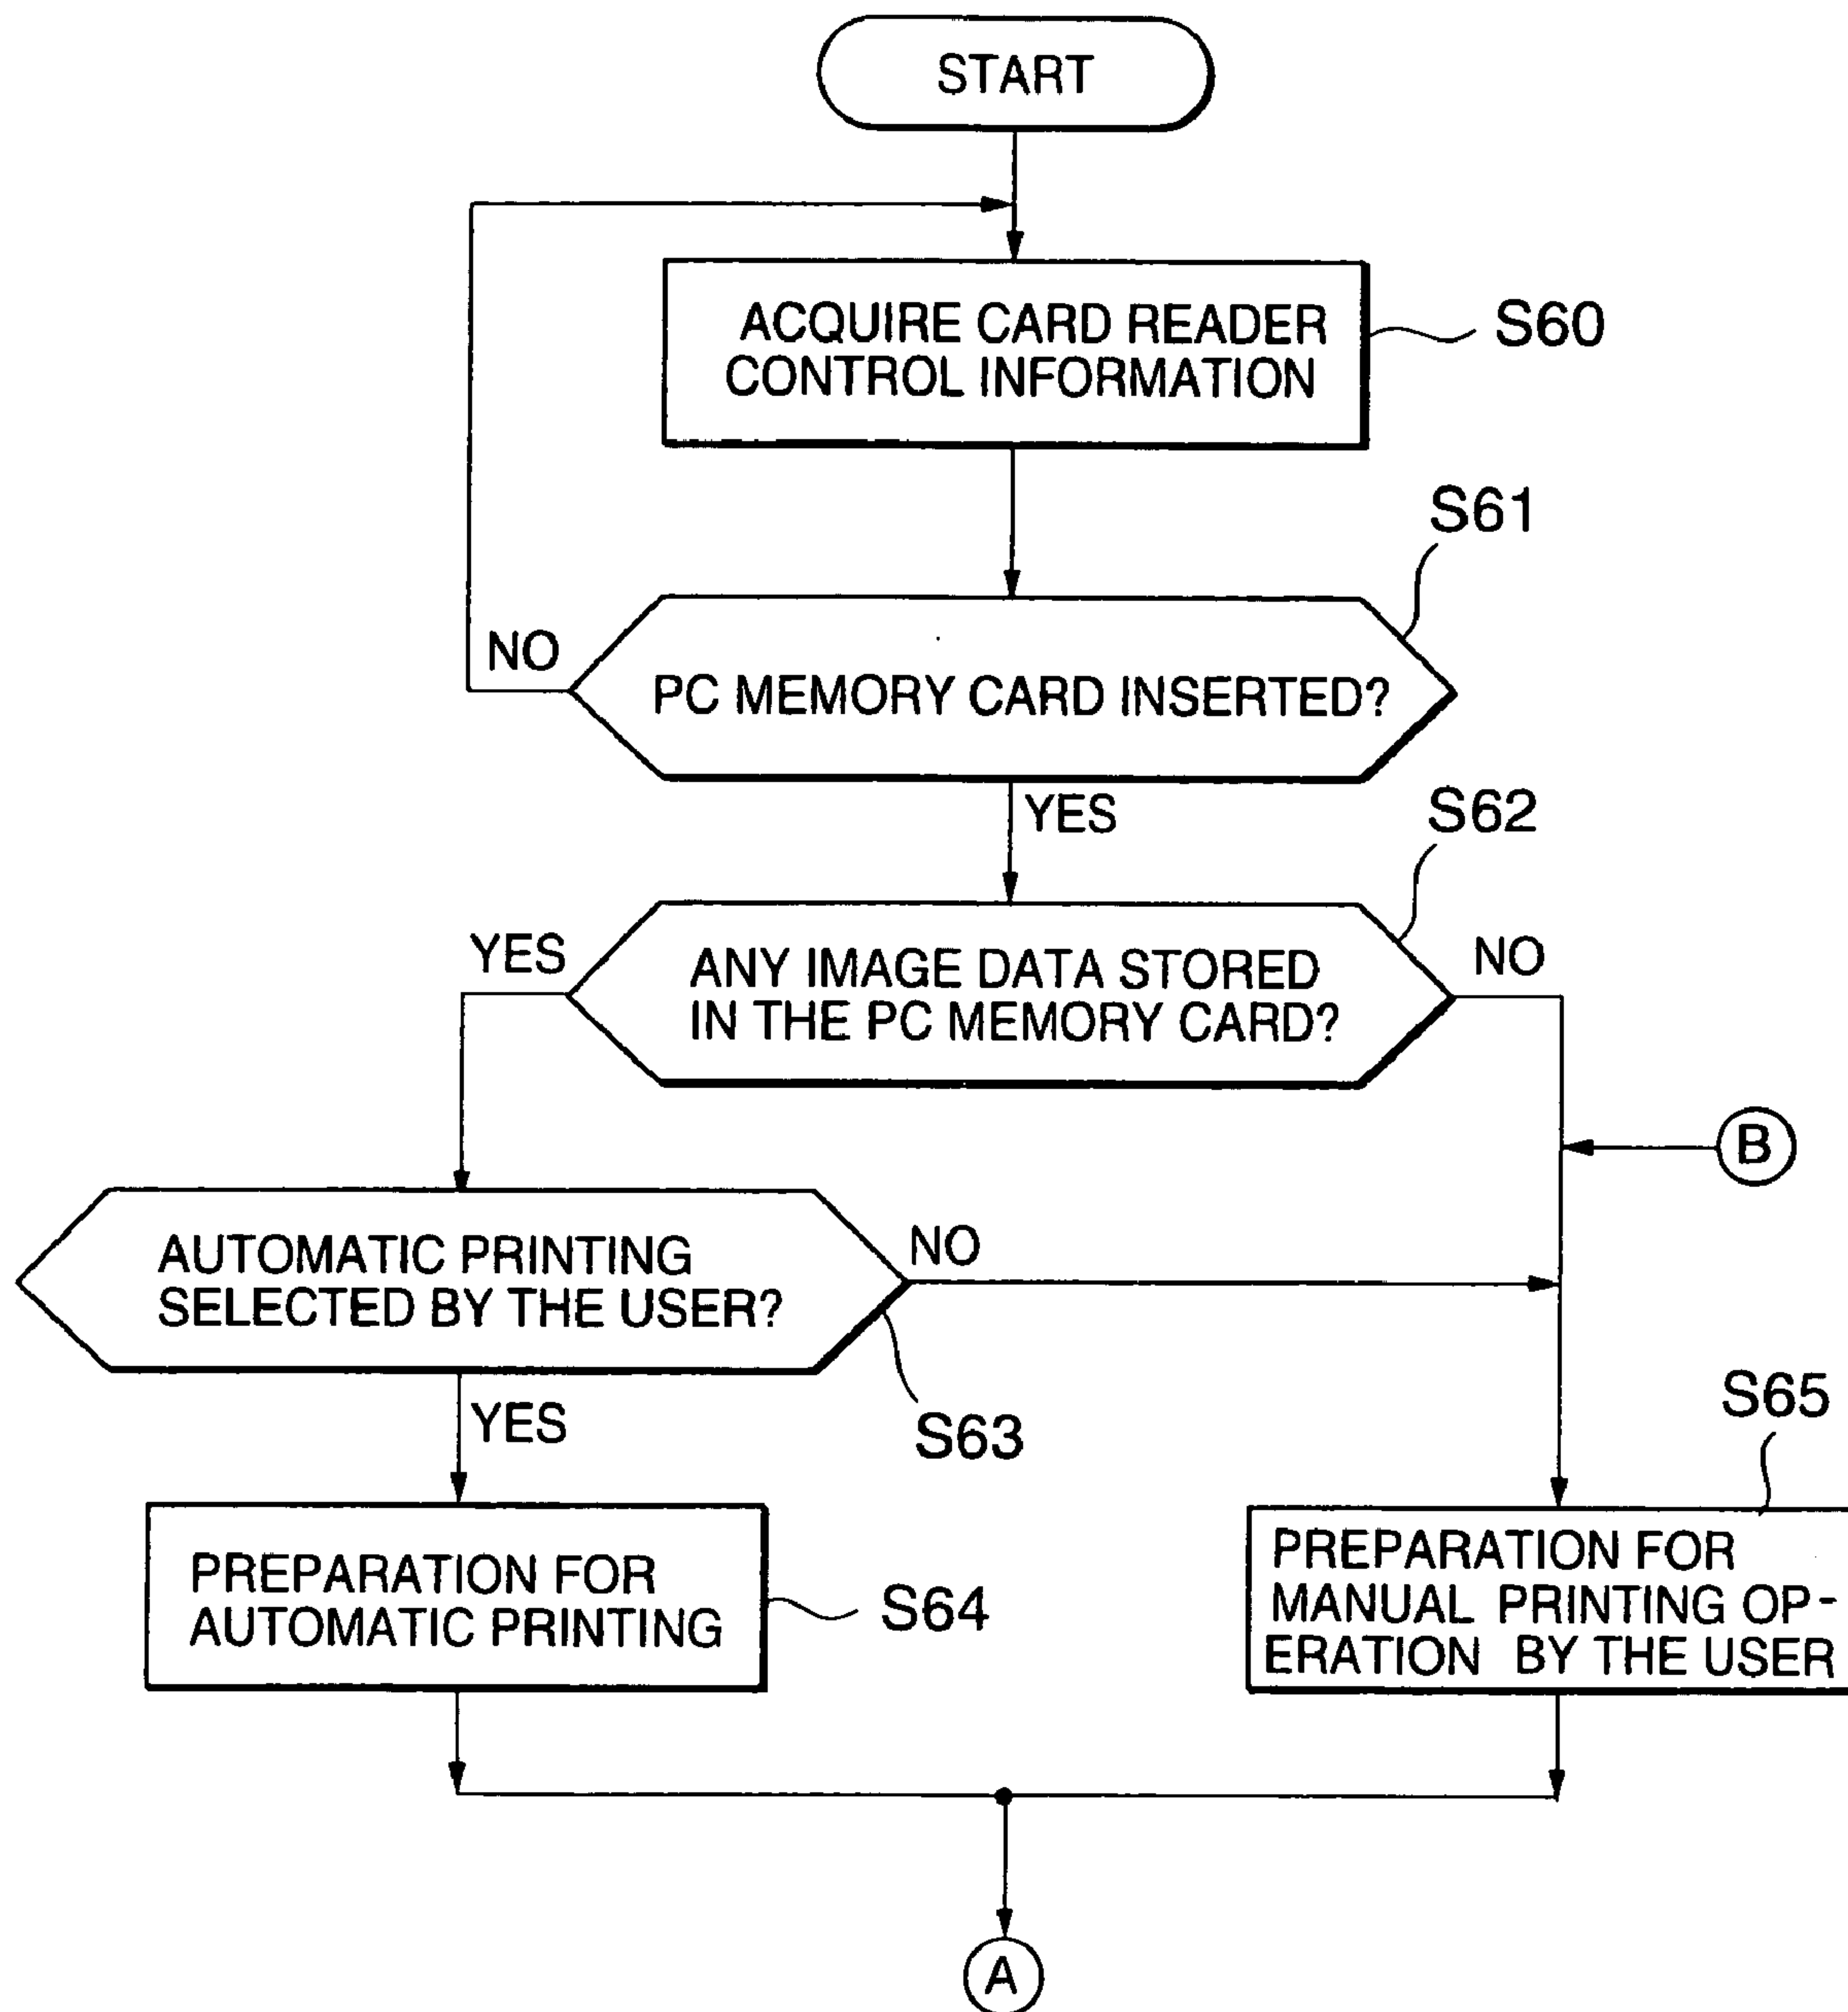 START
ACQUIRE CARD READER
CONTROL INFORMATION
S60
S61
NO
PC MEMORY CARD INSERTED?
YES
S62
YES
ANY IMAGE DATA STORED
IN THE PC MEMORY CARD?
NO
B
AUTOMATIC PRINTING
SELECTED BY THE USER?
NO
S63
YES
S65
PREPARATION FOR
AUTOMATIC PRINTING
S64
PREPARATION FOR
MANUAL PRINTING OP-
ERATION BY THE USER
A